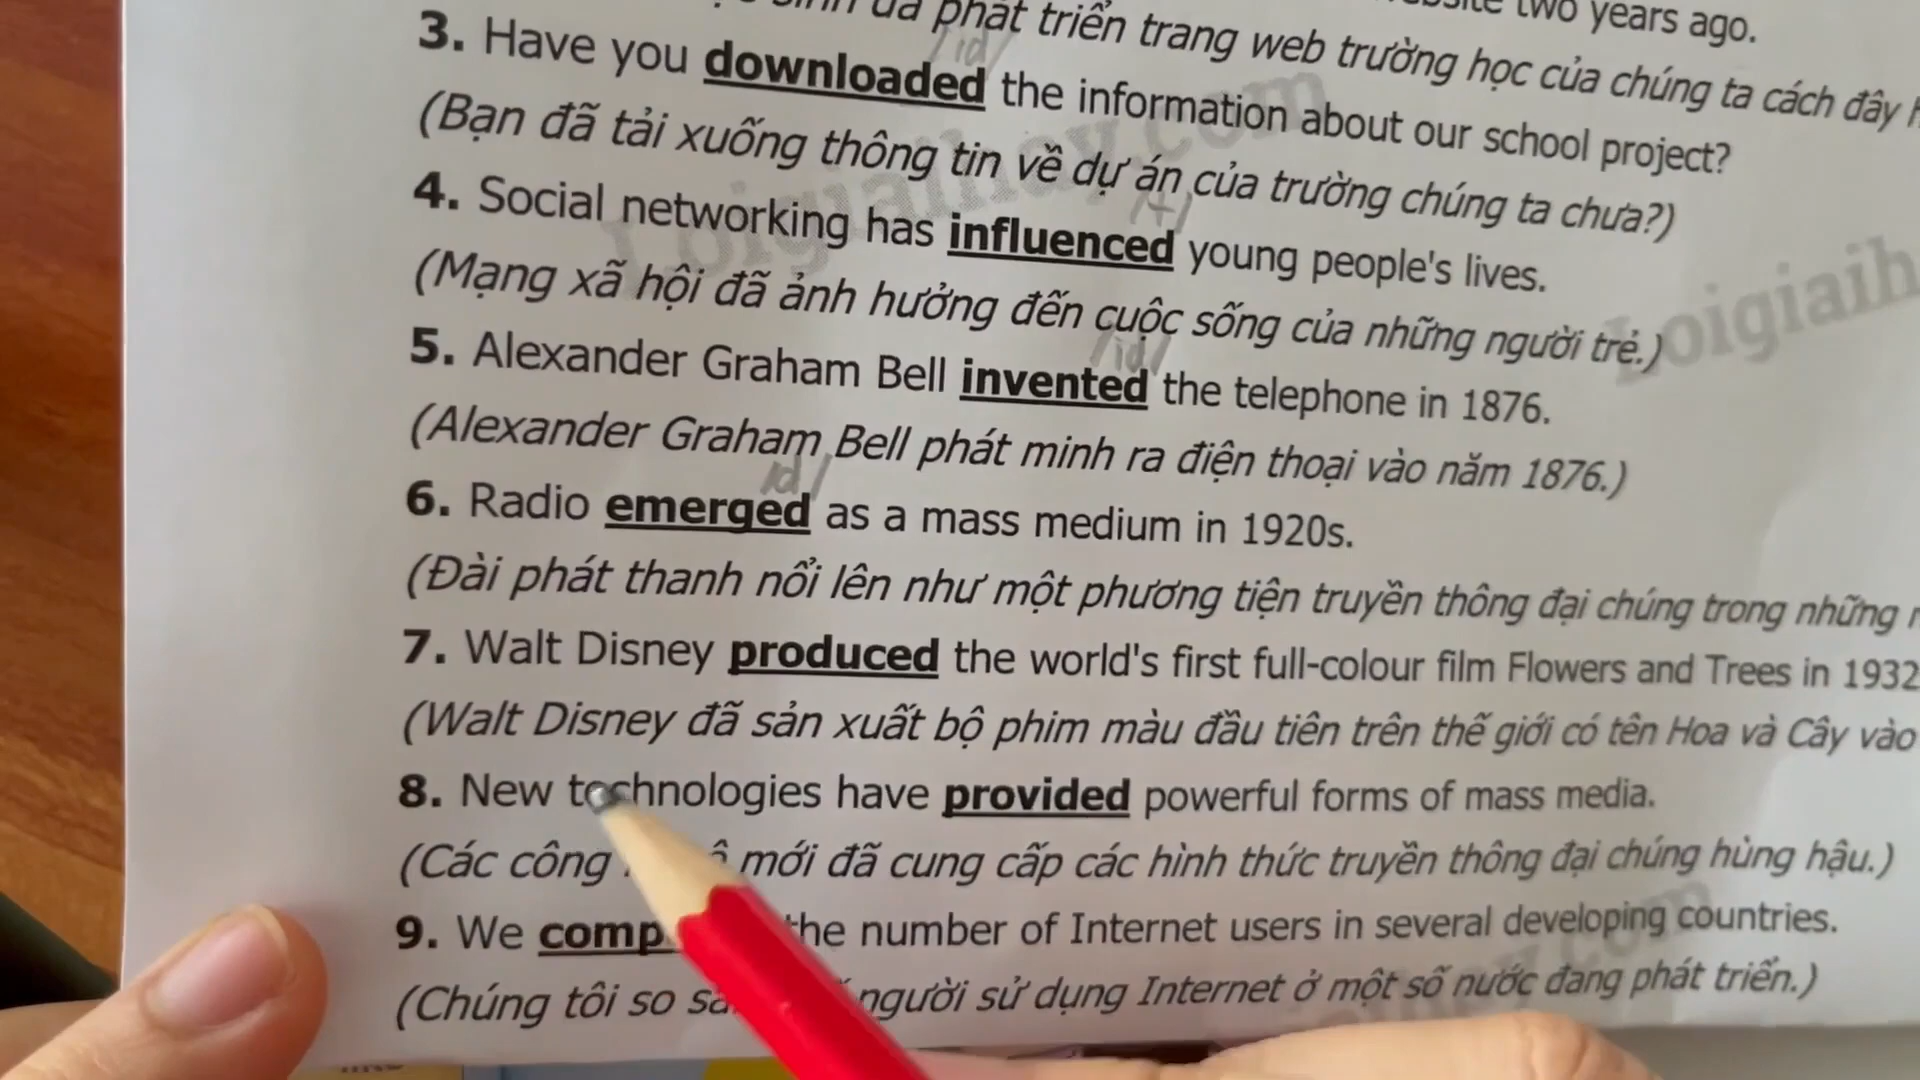 sinh đã phát triển trang web trường học của chúng ta cách đây
website two years ago.
3. Have you downloaded the information about our school project?
/id/
(Bạn đã tải xuống thông tin về dự án của trường chúng ta chưa?)
4. Social networking has influenced young people's lives.
/t/
(Mạng xã hội đã ảnh hưởng đến cuộc sống của những người trẻ.)
5. Alexander Graham Bell invented the telephone in 1876.
/id/
(Alexander Graham Bell phát minh ra điện thoại vào năm 1876.)
6. Radio emerged as a mass medium in 1920s.
/d/
(Đài phát thanh nổi lên như một phương tiện truyền thông đại chúng trong những
7. Walt Disney produced the world's first full-colour film Flowers and Trees in 1932
(Walt Disney đã sản xuất bộ phim màu đầu tiên trên thế giới có tên Hoa và Cây vào
8. New technologies have provided powerful forms of mass media.
(Các công mới đã cung cấp các hình thức truyền thông đại chúng hùng hậu.)
9. We comp the number of Internet users in several developing countries.
(Chúng tôi so người sử dụng Internet ở một số nước đang phát triển.)
Loigiaihay.com
Loigiaih